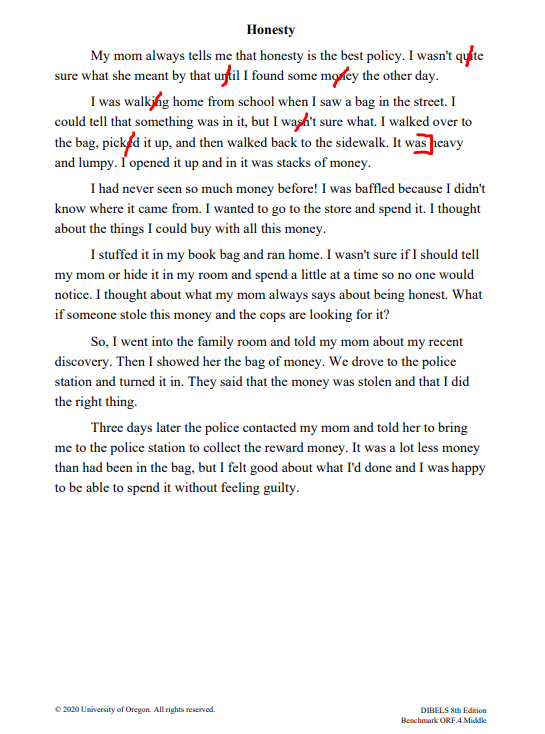 Honesty
My mom always tells me that honesty is the best policy. I wasn't quite
sure what she meant by that until I found some money the other day.
I was walking home from school when I saw a bag in the street. I
could tell that something was in it, but I wasn't sure what. I walked over to
the bag, picked it up, and then walked back to the sidewalk. It was heavy
and lumpy. I opened it up and in it was stacks of money.
I had never seen so much money before! I was baffled because I didn't
know where it came from. I wanted to go to the store and spend it. I thought
about the things I could buy with all this money.
I stuffed it in my book bag and ran home. I wasn't sure if I should tell
my mom or hide it in my room and spend a little at a time so no one would
notice. I thought about what my mom always says about being honest. What
if someone stole this money and the cops are looking for it?
So, I went into the family room and told my mom about my recent
discovery. Then I showed her the bag of money. We drove to the police
station and turned it in. They said that the money was stolen and that I did
the right thing.
Three days later the police contacted my mom and told her to bring
me to the police station to collect the reward money. It was a lot less money
than had been in the bag, but I felt good about what I'd done and I was happy
to be able to spend it without feeling guilty.
© 2020 University of Oregon. All rights reserved.
DIBELS 8th Edition
Benchmark ORF.4.Middle